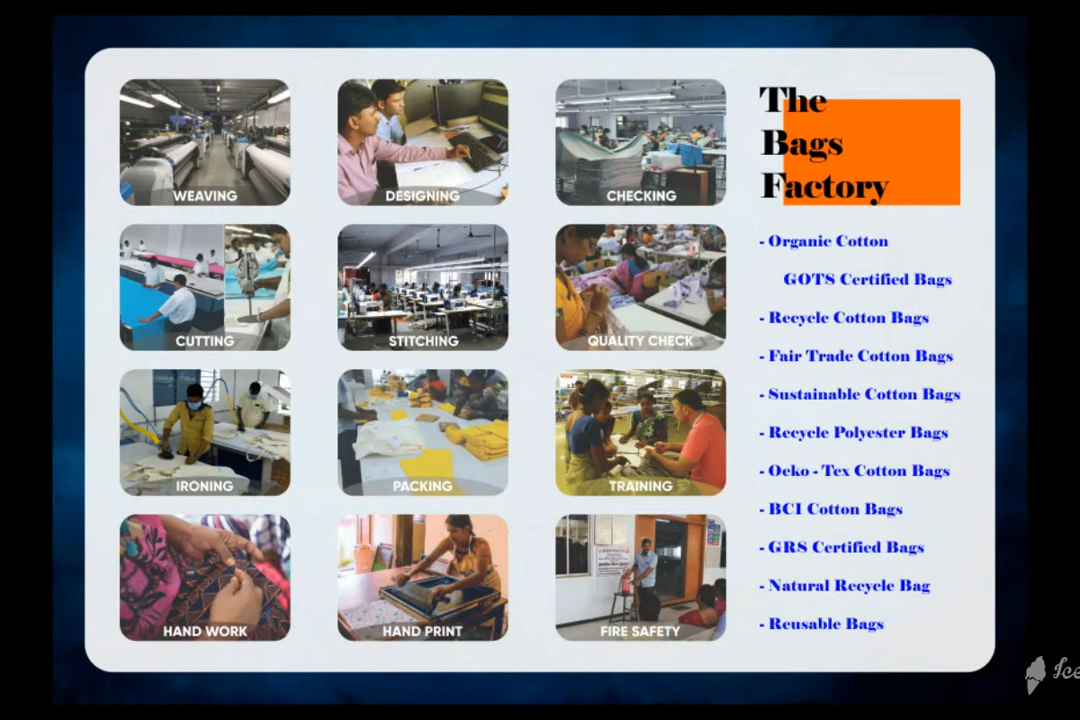 WEAVING
DESIGNING
CHECKING
CUTTING
STITCHING
QUALITY CHECK
IRONING
PACKING
TRAINING
HAND WORK
HAND PRINT
FIRE SAFETY
The
Bags
Factory
- Organic Cotton
GOTS Certified Bags
- Recycle Cotton Bags
- Fair Trade Cotton Bags
- Sustainable Cotton Bags
- Recycle Polyester Bags
- Oeko - Tex Cotton Bags
- BCI Cotton Bags
- GRS Certified Bags
- Natural Recycle Bag
- Reusable Bags
Ice